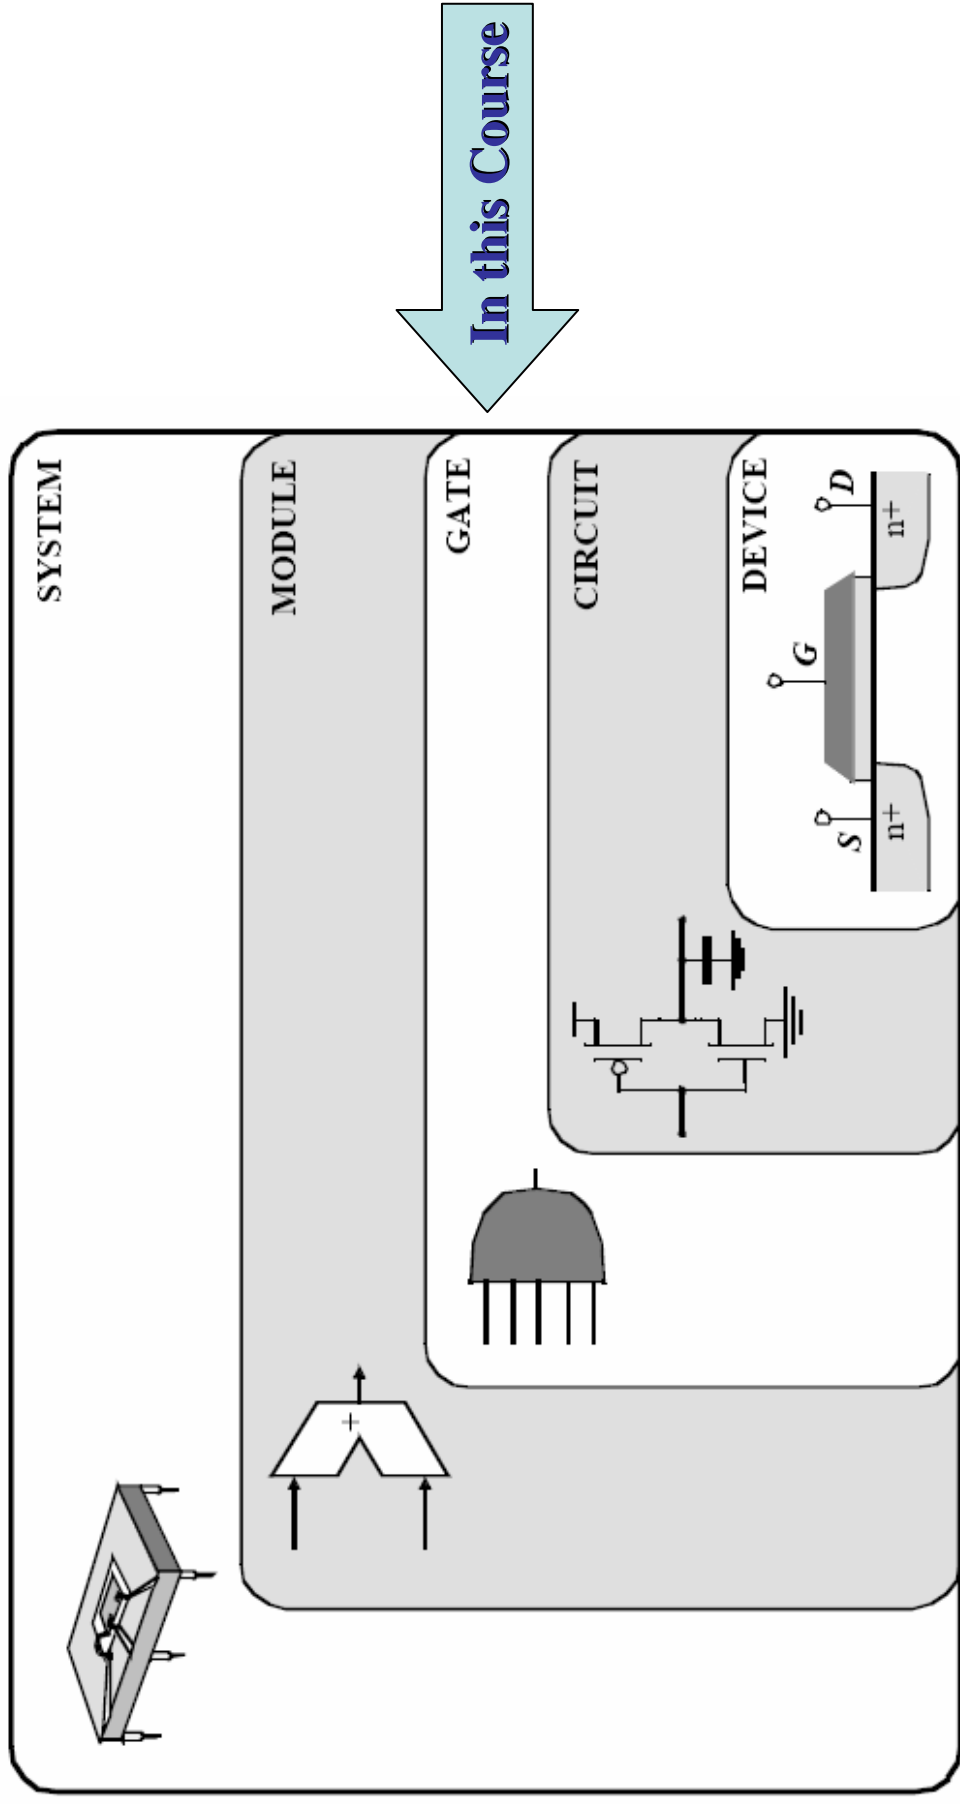 In this Course
SYSTEM
MODULE
+
GATE
CIRCUIT
DEVICE
G
S
D
n+
n+